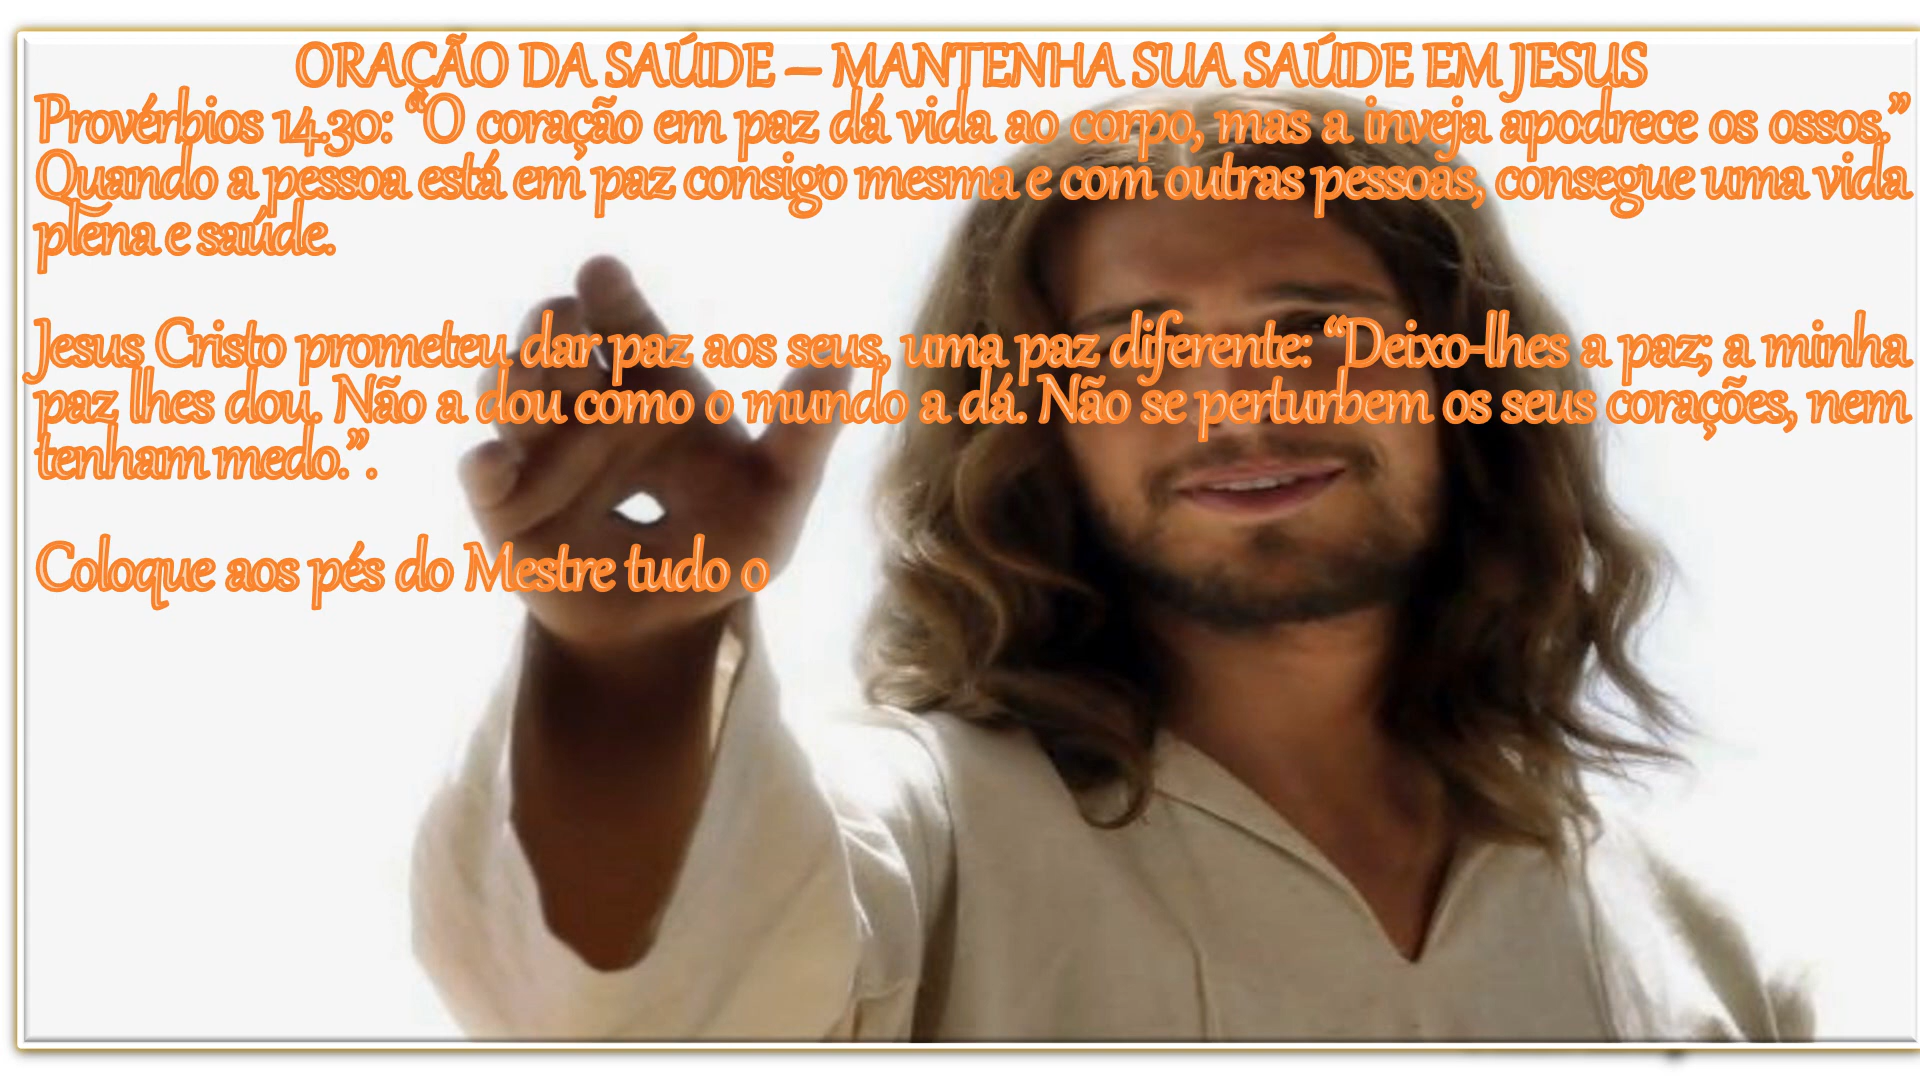 ORAÇÃO DA SAÚDE – MANTENHA SUA SAÚDE EM JESUS
Provérbios 14.30: “O coração em paz dá vida ao corpo, mas a inveja apodrece os ossos.”
Quando a pessoa está em paz consigo mesma e com outras pessoas, consegue uma vida
plena e saúde.
Jesus Cristo prometeu dar paz aos seus, uma paz diferente: “Deixo-lhes a paz; a minha
paz lhes dou. Não a dou como o mundo a dá. Não se perturbem os seus corações, nem
tenham medo.”.
Coloque aos pés do Mestre tudo o